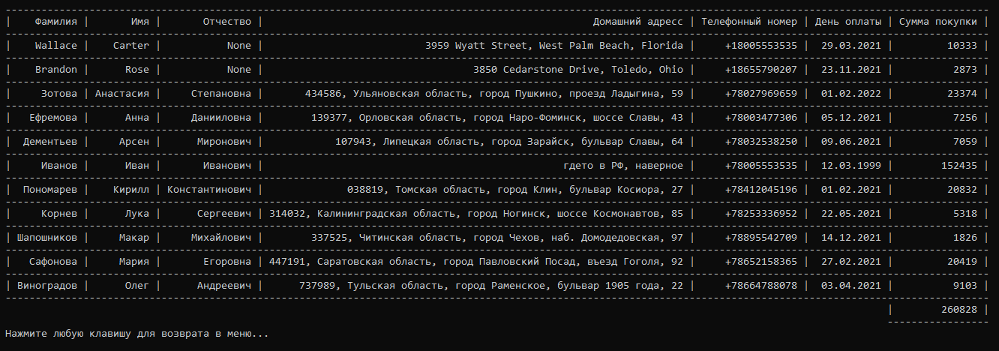 | Фамилия | Имя | Отчество | Домашний адресс | Телефонный номер | День оплаты | Сумма покупки |
| Wallace | Carter | None | 3959 Wyatt Street, West Palm Beach, Florida | +18005553535 | 29.03.2021 | 10333 |
| Brandon | Rose | None | 3850 Cedarstone Drive, Toledo, Ohio | +18655790207 | 23.11.2021 | 2873 |
| Зотова | Анастасия | Степановна | 434586, Ульяновская область, город Пушкино, проезд Ладыгина, 59 | +78027969659 | 01.02.2022 | 23374 |
| Ефремова | Анна | Данииловна | 139377, Орловская область, город Наро-Фоминск, шоссе Славы, 43 | +78003477306 | 05.12.2021 | 7256 |
| Дементьев | Арсен | Миронович | 107943, Липецкая область, город Зарайск, бульвар Славы, 64 | +78032538250 | 09.06.2021 | 7059 |
| Иванов | Иван | Иванович | гдето в РФ, наверное | +78005553535 | 12.03.1999 | 152435 |
| Пономарев | Кирилл | Константинович | 038819, Томская область, город Клин, бульвар Косиора, 27 | +78412045196 | 01.02.2021 | 20832 |
| Корнев | Лука | Сергеевич | 314032, Калининградская область, город Ногинск, шоссе Космонавтов, 85 | +78253336952 | 22.05.2021 | 5318 |
| Шапошников | Макар | Михайлович | 337525, Читинская область, город Чехов, наб. Домодедовская, 97 | +78895542709 | 14.12.2021 | 1826 |
| Сафонова | Мария | Егоровна | 447191, Саратовская область, город Павловский Посад, въезд Гоголя, 92 | +78652158365 | 27.02.2021 | 20419 |
| Виноградов | Олег | Андреевич | 737989, Тульская область, город Раменское, бульвар 1905 года, 22 | +78664788078 | 03.04.2021 | 9103 |
| 260828 |
Нажмите любую клавишу для возврата в меню...